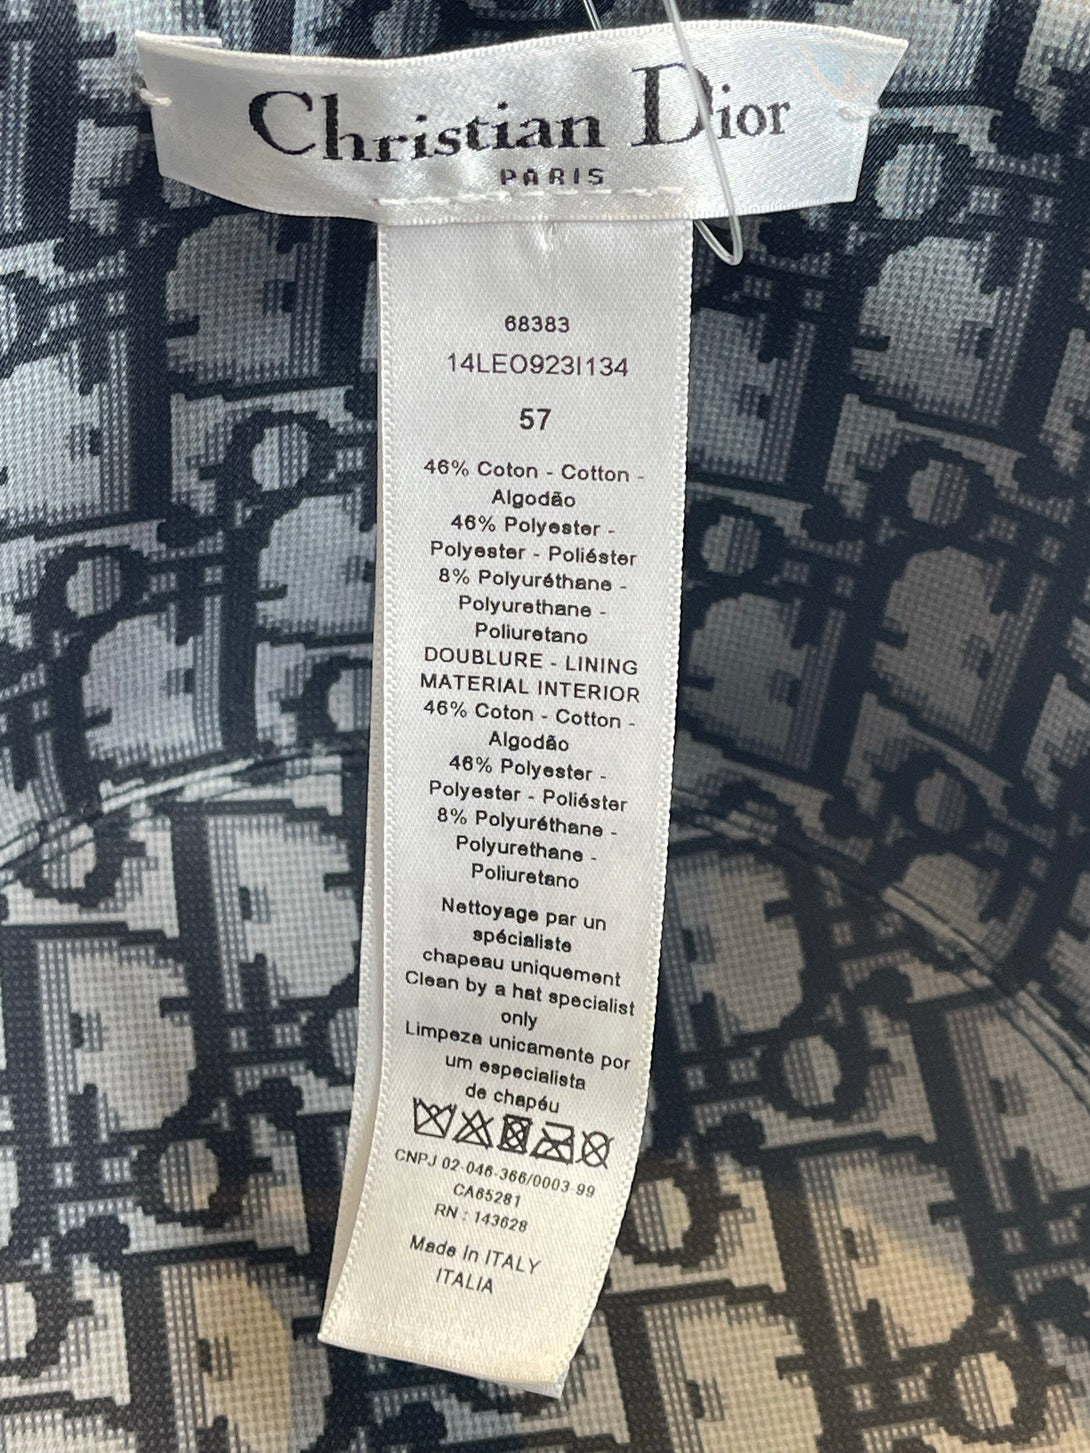 Christian Dior
PARIS
68383
14LEO923I134
57
46% Coton - Cotton -
Algodão
46% Polyester -
Polyester - Poliéster
8% Polyuréthane -
Polyurethane -
Poliuretano
DOUBLURE - LINING
MATERIAL INTERIOR
46% Coton - Cotton -
Algodão
46% Polyester -
Polyester - Poliéster
8% Polyuréthane -
Polyurethane -
Poliuretano
Nettoyage par un
spécialiste
chapeau uniquement
Clean by a hat specialist
only
Limpeza unicamente por
um especialista
de chapéu
CNPJ 02-046-366/0003-99
CA65281
RN : 143628
Made In ITALY
ITALIA